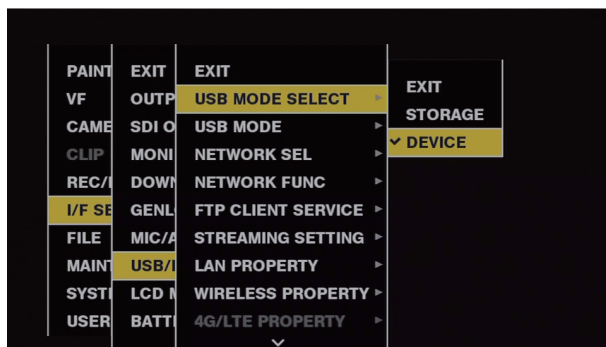 PAINT
VF
CAME
CLIP
REC/
I/F SE
FILE
MAINT
SYST
USER
EXIT
OUTP
SDI O
MONI
DOWN
GENL
MIC/A
USB/
LCD
BATT
EXIT
USB MODE SELECT
USB MODE
NETWORK SEL
NETWORK FUNC
FTP CLIENT SERVICE
STREAMING SETTING
LAN PROPERTY
WIRELESS PROPERTY
4G/LTE PROPERTY
EXIT
STORAGE
DEVICE